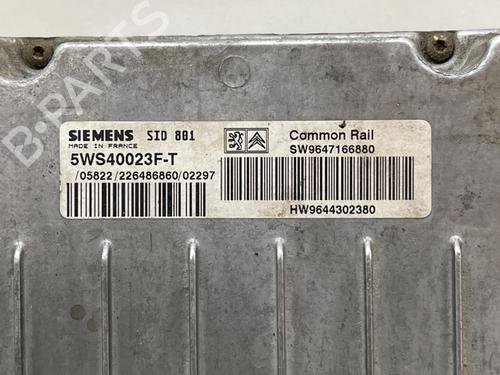 B-PARTS
SIEMENS SID 801
MADE IN FRANCE
5WS40023F-T
/05822/226486860/02297
Common Rail
SW9647166880
HW9644302380